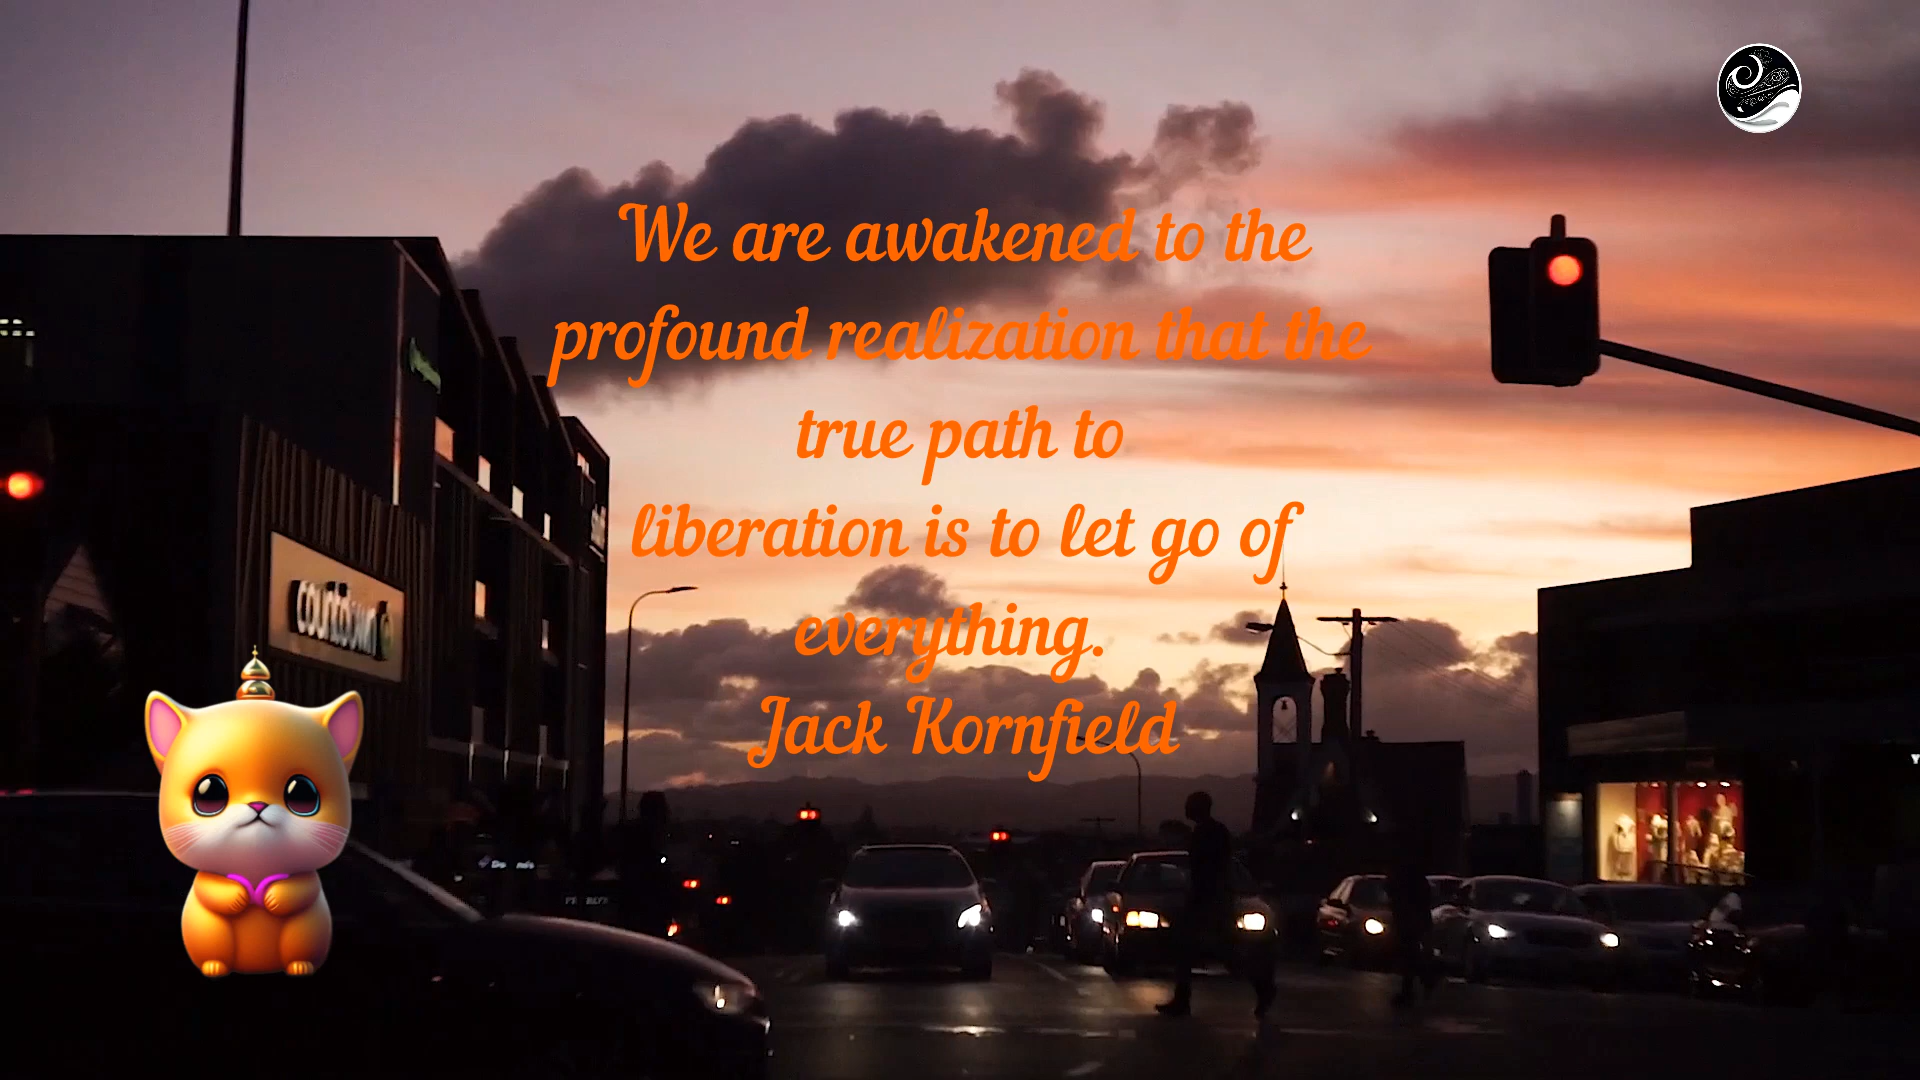 We are awakened to the
profound realization that the
true path to
liberation is to let go of
everything.
Jack Kornfield
countdown